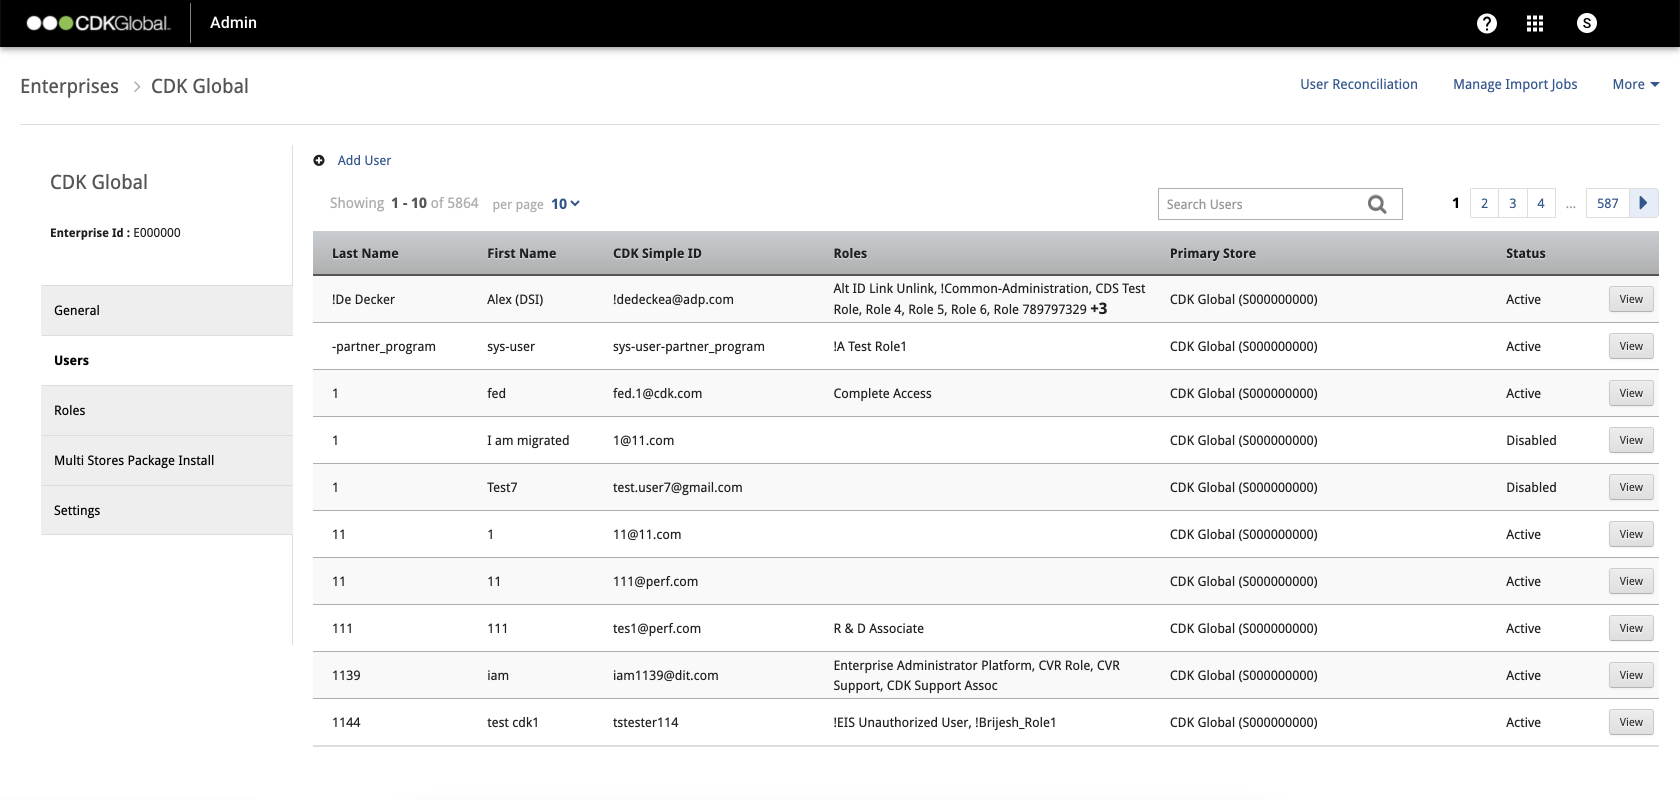 CDKGlobal. Admin ? S
Enterprises > CDK Global User Reconciliation Manage Import Jobs More
CDK Global
Enterprise Id : E000000
General
Users
Roles
Multi Stores Package Install
Settings
Add User
Showing 1 - 10 of 5864 per page 10 Search Users 1 2 3 4 ... 587
Last Name First Name CDK Simple ID Roles Primary Store Status
!De Decker Alex (DSI) !dedeckea@adp.com Alt ID Link Unlink, !Common-Administration, CDS Test
Role, Role 4, Role 5, Role 6, Role 789797329 +3 CDK Global (S000000000) Active View
-partner_program sys-user sys-user-partner_program !A Test Role1 CDK Global (S000000000) Active View
1 fed fed.1@cdk.com Complete Access CDK Global (S000000000) Active View
1 I am migrated 1@11.com CDK Global (S000000000) Disabled View
1 Test7 test.user7@gmail.com CDK Global (S000000000) Disabled View
11 1 11@11.com CDK Global (S000000000) Active View
11 11 111@perf.com CDK Global (S000000000) Active View
111 111 tes1@perf.com R & D Associate CDK Global (S000000000) Active View
1139 iam iam1139@dit.com Enterprise Administrator Platform, CVR Role, CVR
Support, CDK Support Assoc CDK Global (S000000000) Active View
1144 test cdk1 tstester114 !EIS Unauthorized User, !Brijesh_Role1 CDK Global (S000000000) Active View